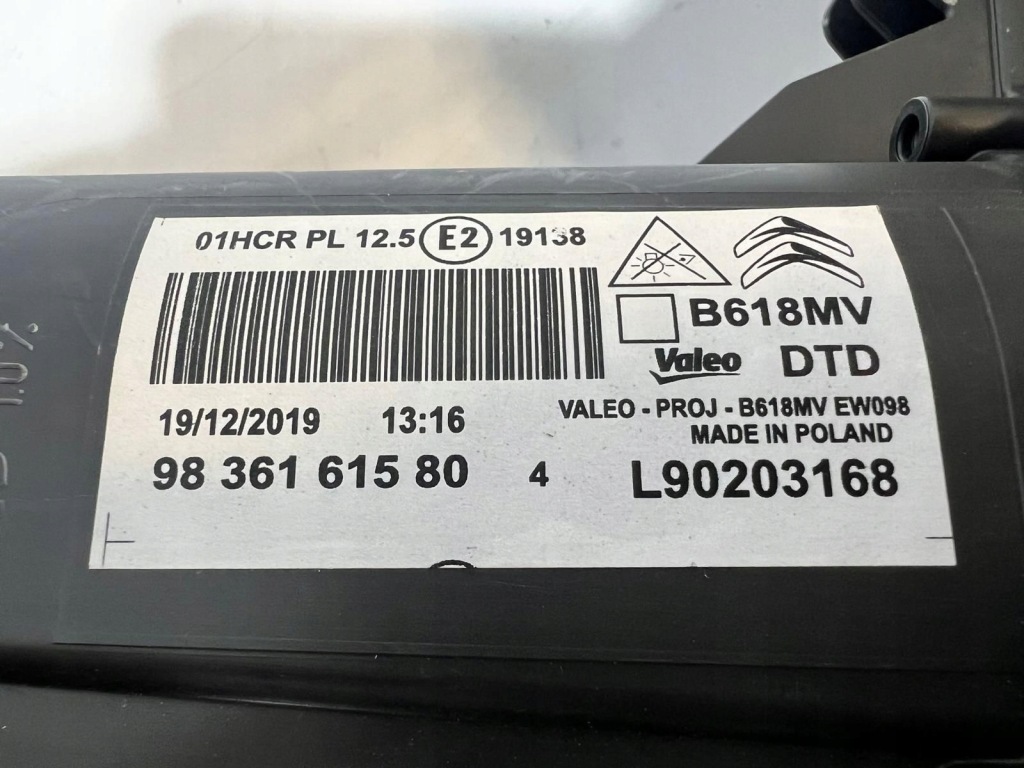 01HCR PL 12.5 E2 19138
B618MV
Valeo DTD
19/12/2019 13:16
VALEO - PROJ - B618MV EW098
MADE IN POLAND
98 361 615 80 4 L90203168